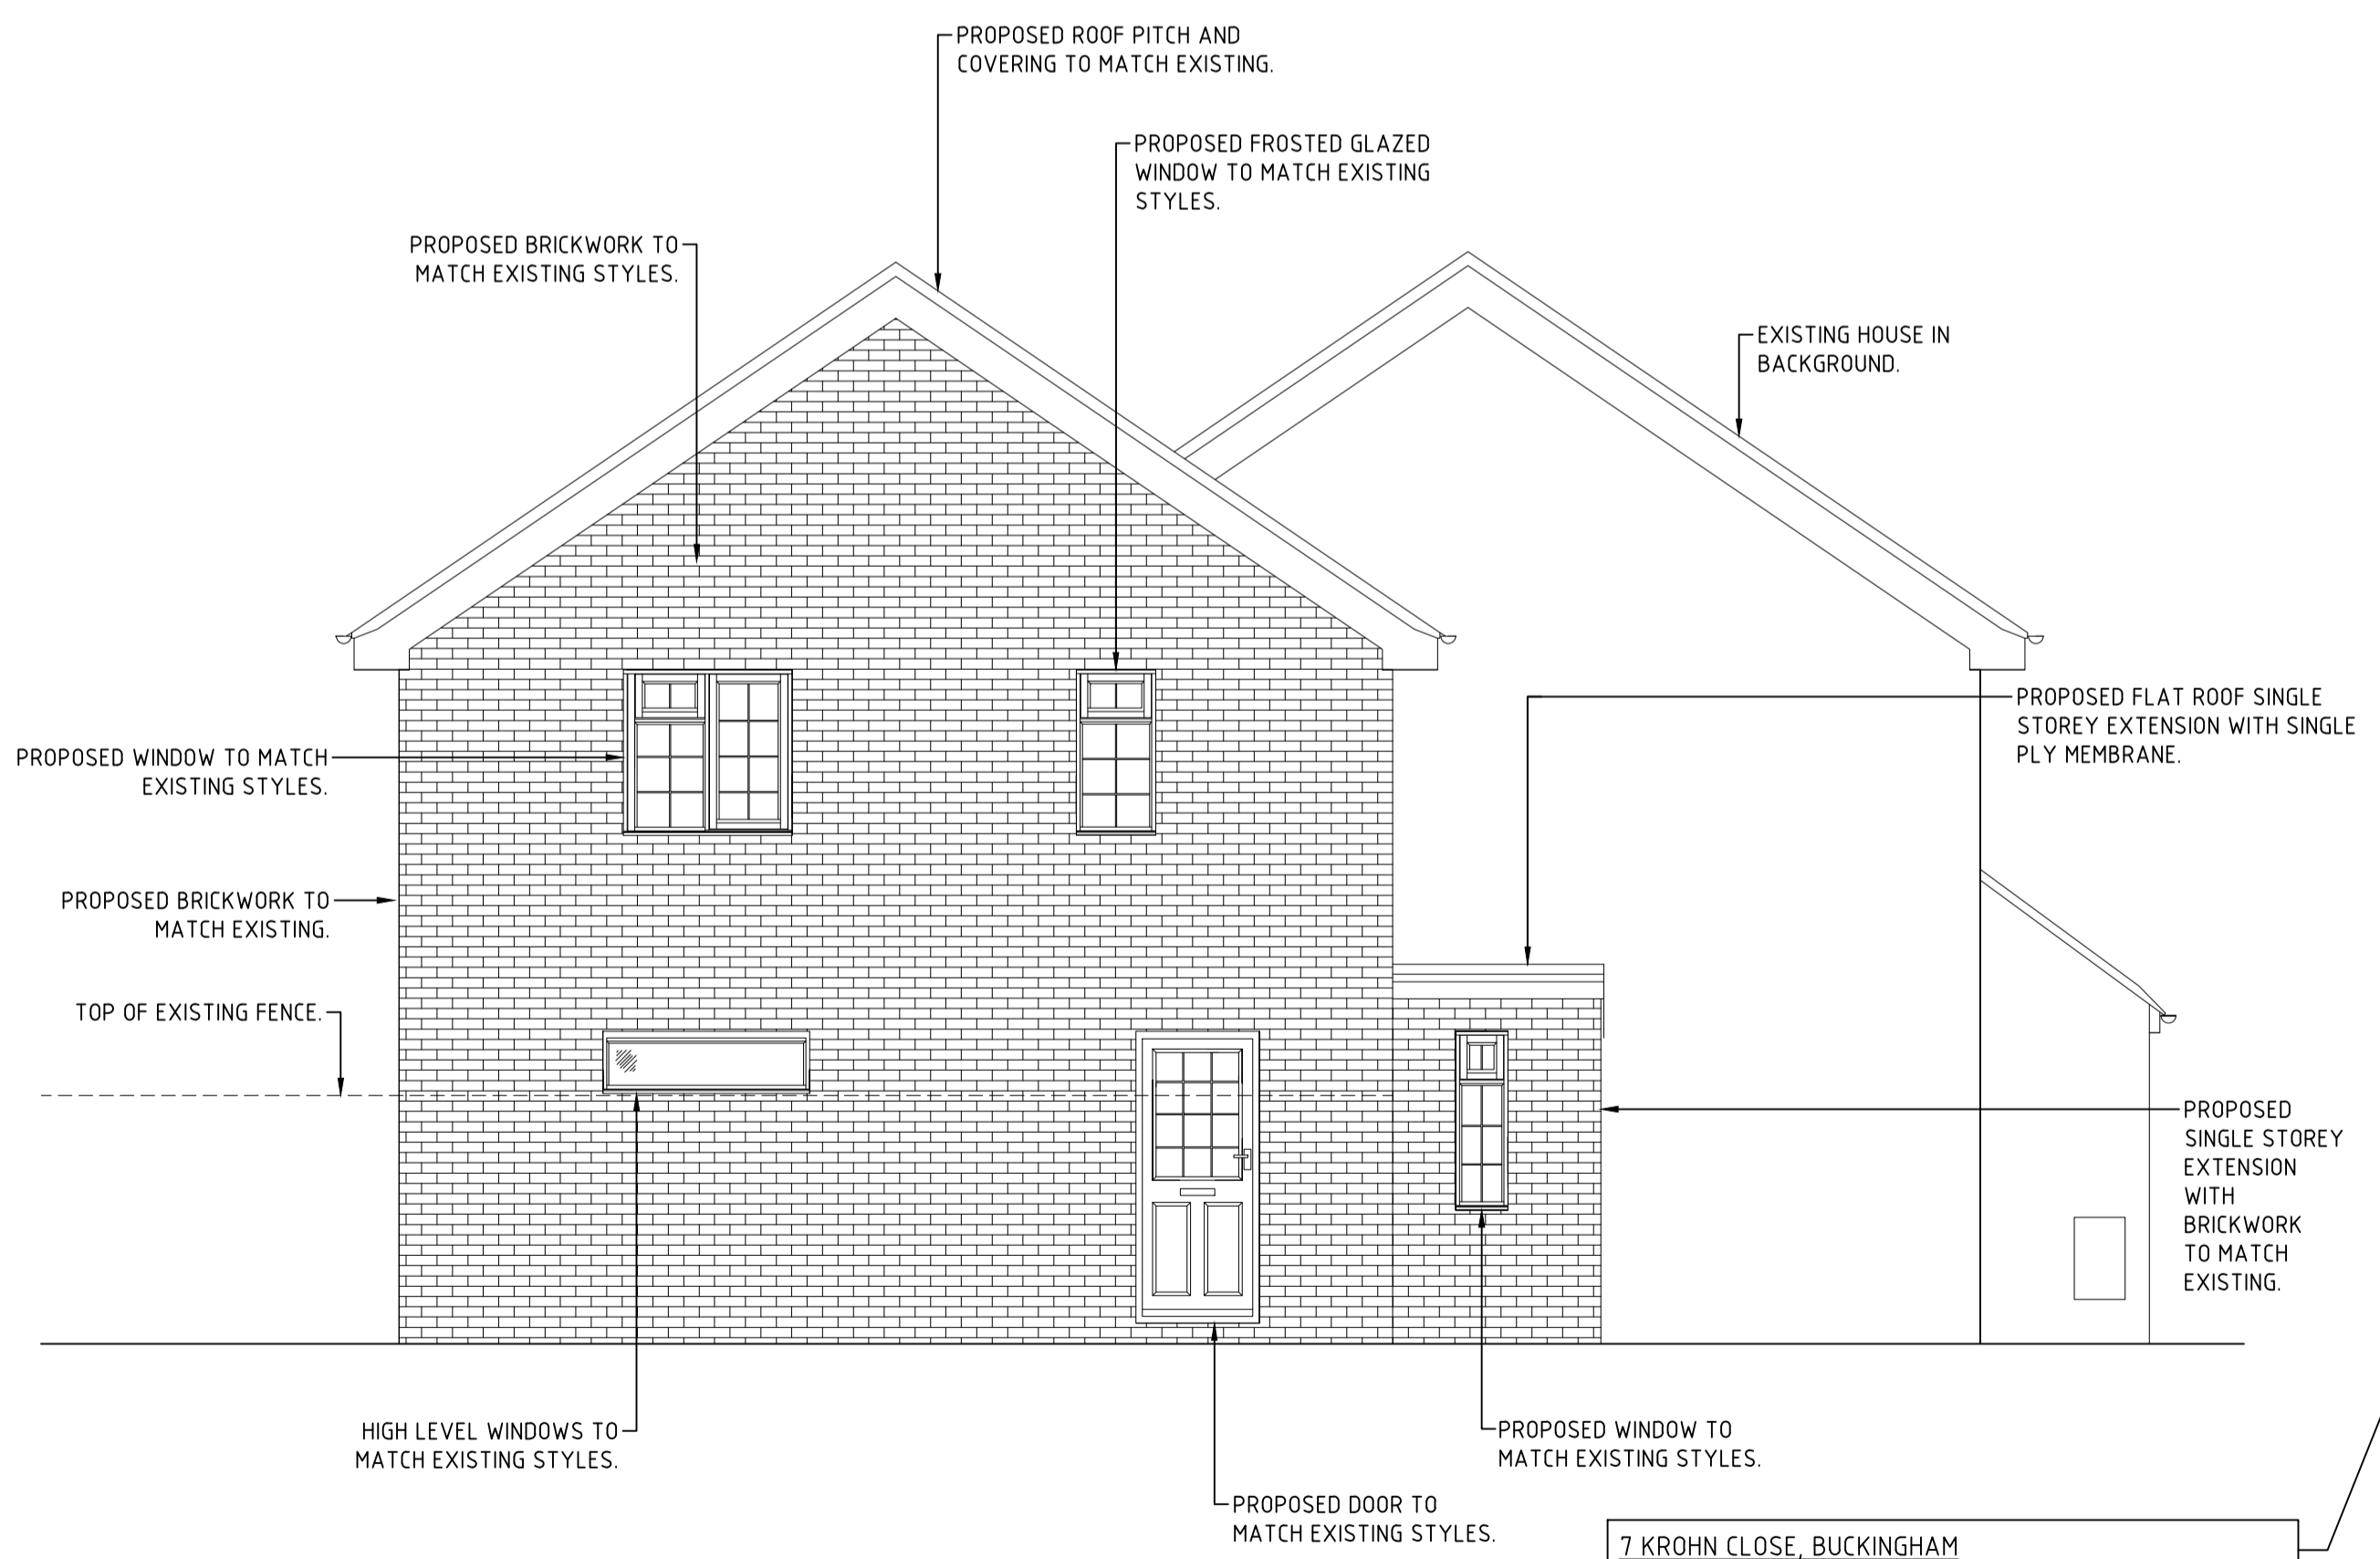 PROPOSED ROOF PITCH AND
COVERING TO MATCH EXISTING.
PROPOSED FROSTED GLAZED
WINDOW TO MATCH EXISTING
STYLES.
PROPOSED BRICKWORK TO
MATCH EXISTING STYLES.
EXISTING HOUSE IN
BACKGROUND.
PROPOSED FLAT ROOF SINGLE
STOREY EXTENSION WITH SINGLE
PLY MEMBRANE.
PROPOSED WINDOW TO MATCH
EXISTING STYLES.
PROPOSED BRICKWORK TO
MATCH EXISTING.
TOP OF EXISTING FENCE.
PROPOSED
SINGLE STOREY
EXTENSION
WITH
BRICKWORK
TO MATCH
EXISTING.
HIGH LEVEL WINDOWS TO
MATCH EXISTING STYLES.
PROPOSED WINDOW TO
MATCH EXISTING STYLES.
PROPOSED DOOR TO
MATCH EXISTING STYLES.
7 KROHN CLOSE, BUCKINGHAM